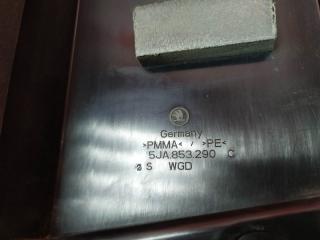 Germany
>PMMA< / >PE<
5JA.853.290 C
S WGD